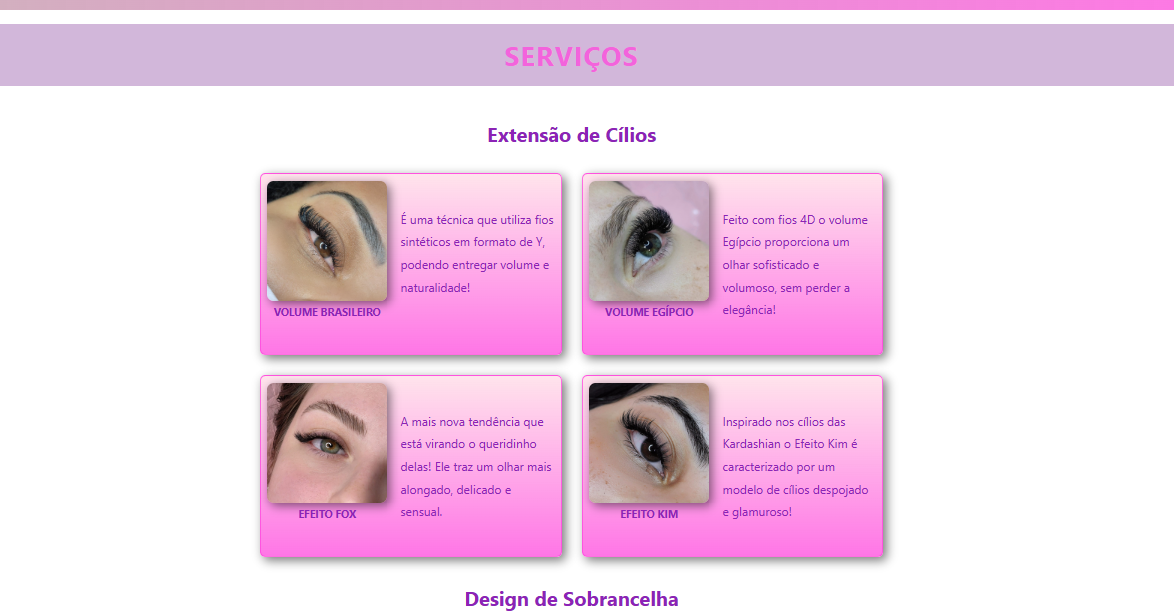 SERVIÇOS
Extensão de Cílios
É uma técnica que utiliza fios
sintéticos em formato de Y,
podendo entregar volume e
naturalidade!
VOLUME BRASILEIRO
Feito com fios 4D o volume
Egípcio proporciona um
olhar sofisticado e
volumoso, sem perder a
elegância!
VOLUME EGÍPCIO
A mais nova tendência que
está virando o queridinho
delas! Ele traz um olhar mais
alongado, delicado e
sensual.
EFEITO FOX
Inspirado nos cílios das
Kardashian o Efeito Kim é
caracterizado por um
modelo de cílios despojado
e glamuroso!
EFEITO KIM
Design de Sobrancelha